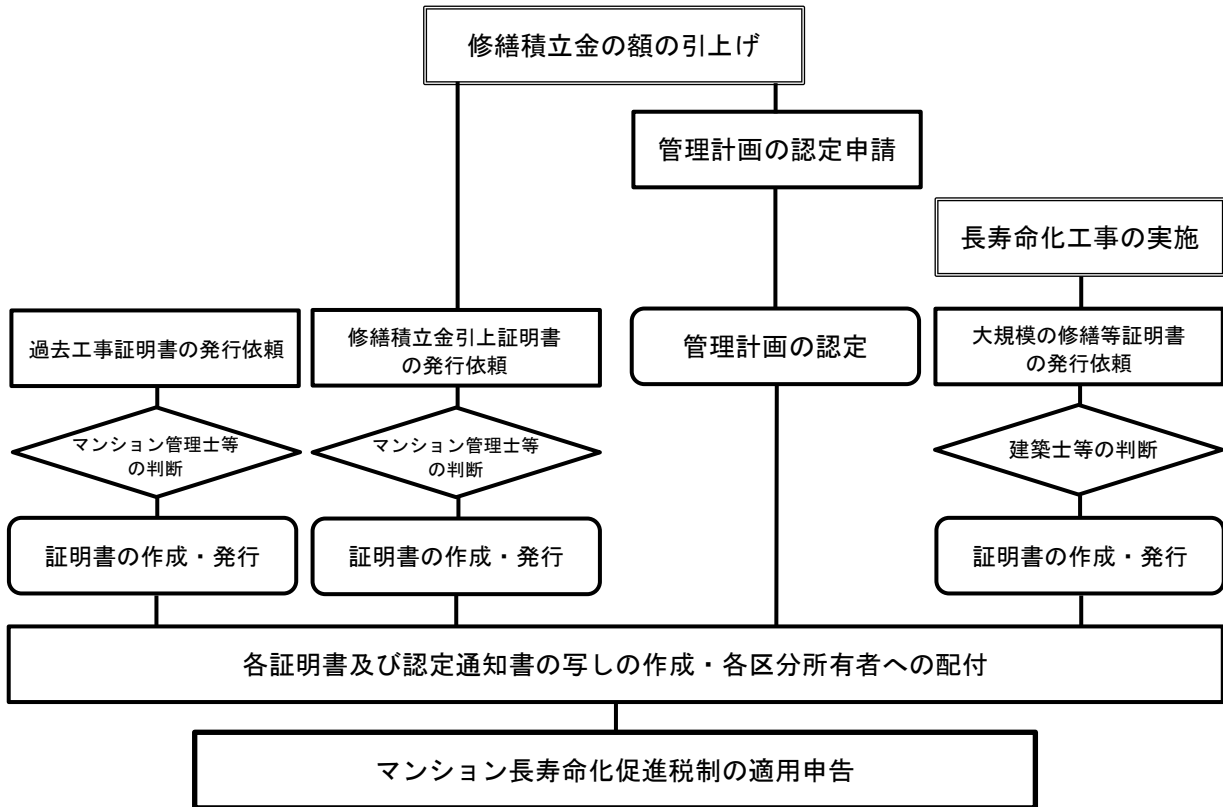 修繕積立金の額の引上げ
管理計画の認定申請
長寿命化工事の実施
過去工事証明書の発行依頼
修繕積立金引上証明書
の発行依頼
管理計画の認定
大規模の修繕等証明書
の発行依頼
マンション管理士等
の判断
マンション管理士等
の判断
建築士等の判断
証明書の作成・発行
証明書の作成・発行
証明書の作成・発行
各証明書及び認定通知書の写しの作成・各区分所有者への配付
マンション長寿命化促進税制の適用申告